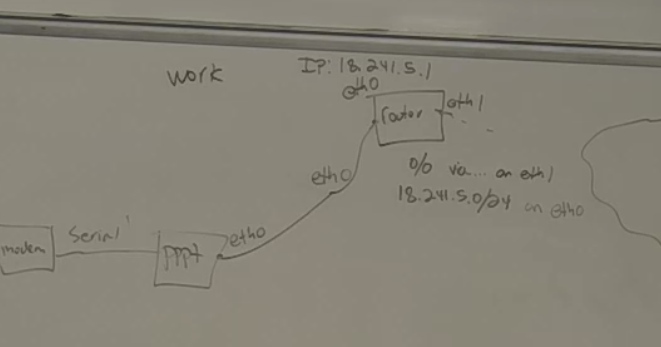 work
IP: 18.241.5.1
eth0
router
eth1
0/0 via... on eth1
18.241.5.0/24 on eth0
eth0
eth0
Serial
modem